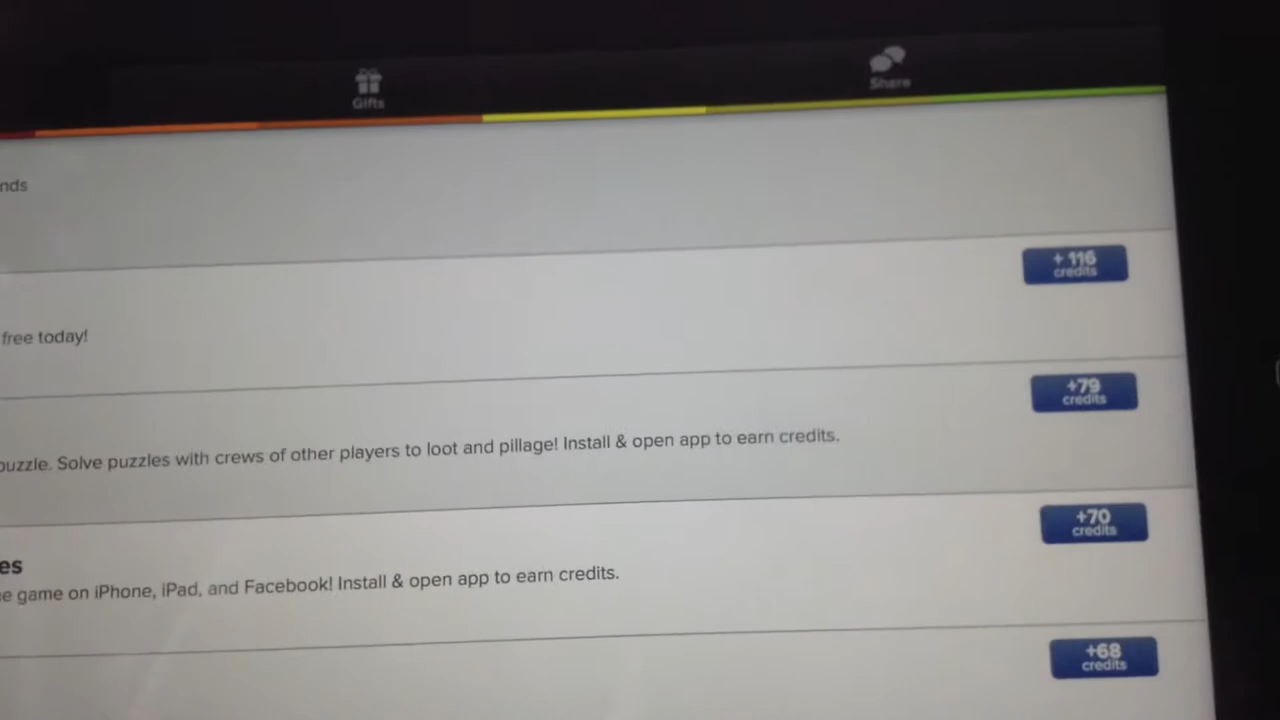 Gifts
Share
nds
+ 116
credits
free today!
+79
credits
puzzle. Solve puzzles with crews of other players to loot and pillage! Install & open app to earn credits.
+70
credits
es
e game on iPhone, iPad, and Facebook! Install & open app to earn credits.
+68
credits